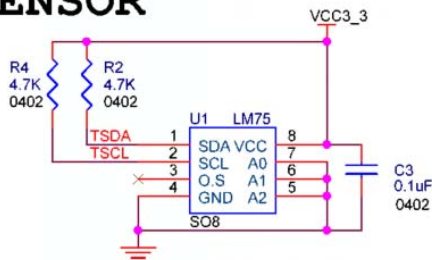 ENSOR
VCC3_3
R4
4.7K
0402
R2
4.7K
0402
U1 LM75
TSDA 1 SDA VCC 8
TSCL 2 SCL A0 7
3 O.S A1 6
4 GND A2 5
SO8
C3
0.1uF
0402